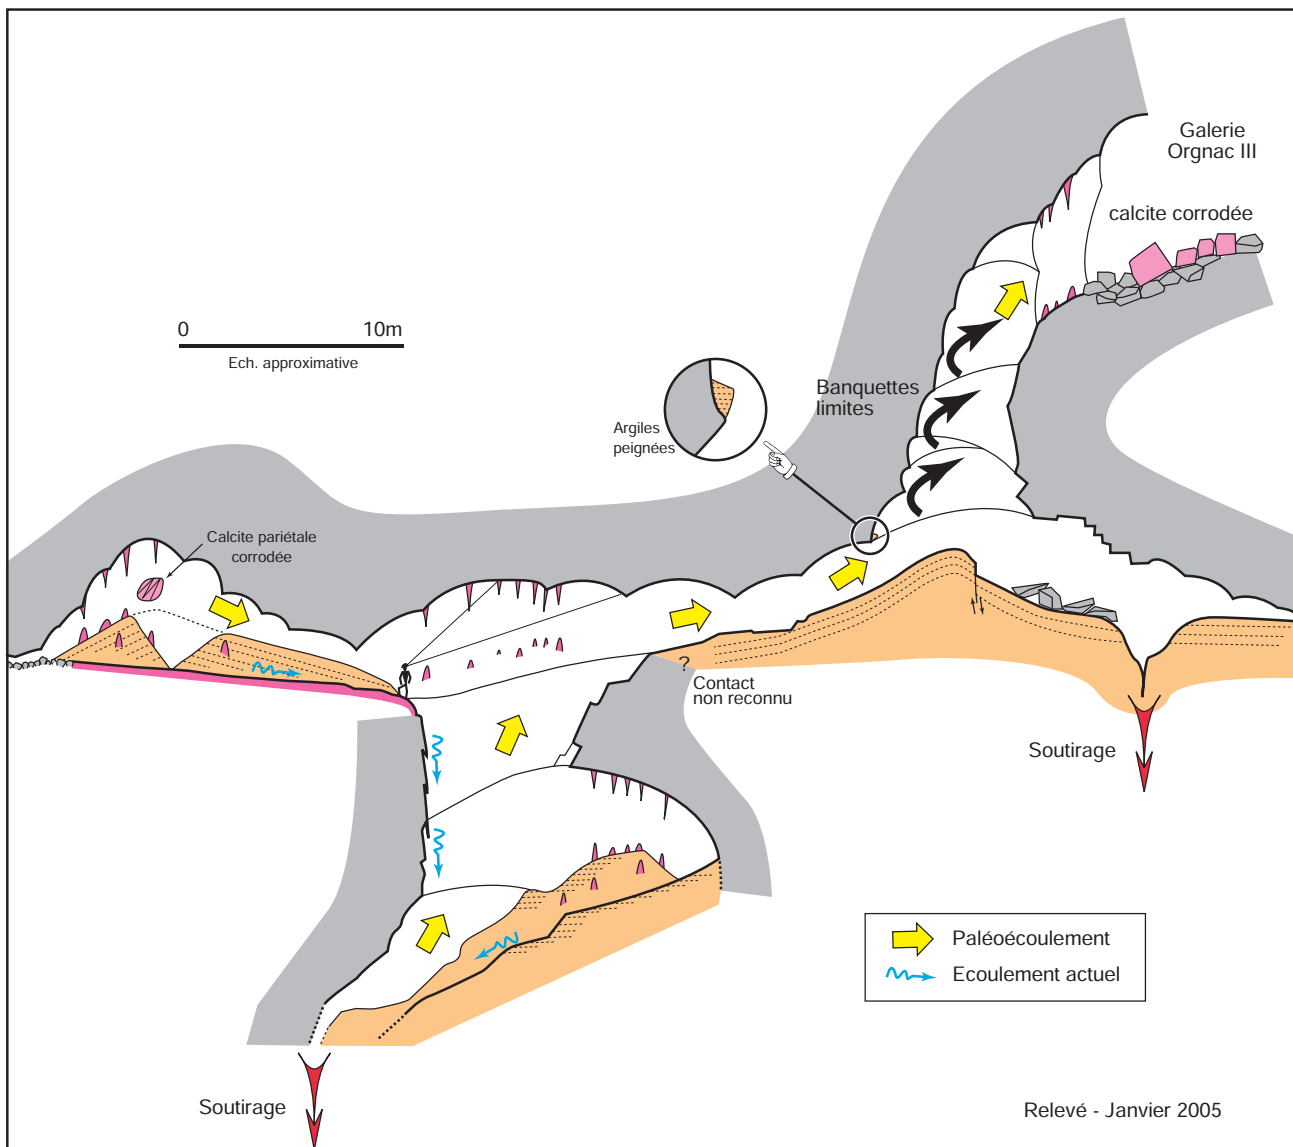 Galerie
Orgnac III
calcite corrodée
0 10m
Ech. approximative
Banquettes
limites
Argiles
peignées
Calcite pariétale
corrodée
?
Contact
non reconnu
Soutirage
Paléoécoulement
Ecoulement actuel
Soutirage
Relevé - Janvier 2005